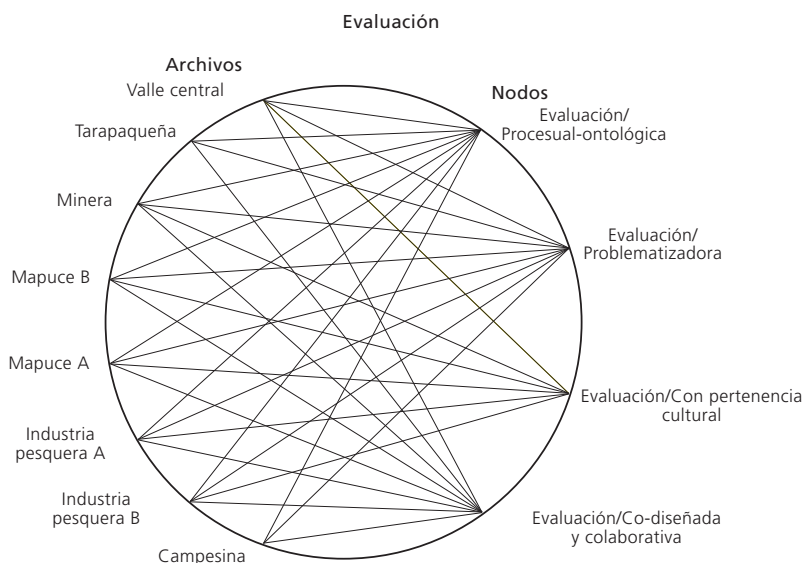 Evaluación
Archivos
Valle central
Tarapaqueña
Minera
Mapuce B
Mapuce A
Industria
pesquera A
Industria
pesquera B
Campesina
Nodos
Evaluación/
Procesual-ontológica
Evaluación/
Problematizadora
Evaluación/Con pertenencia
cultural
Evaluación/Co-diseñada
y colaborativa